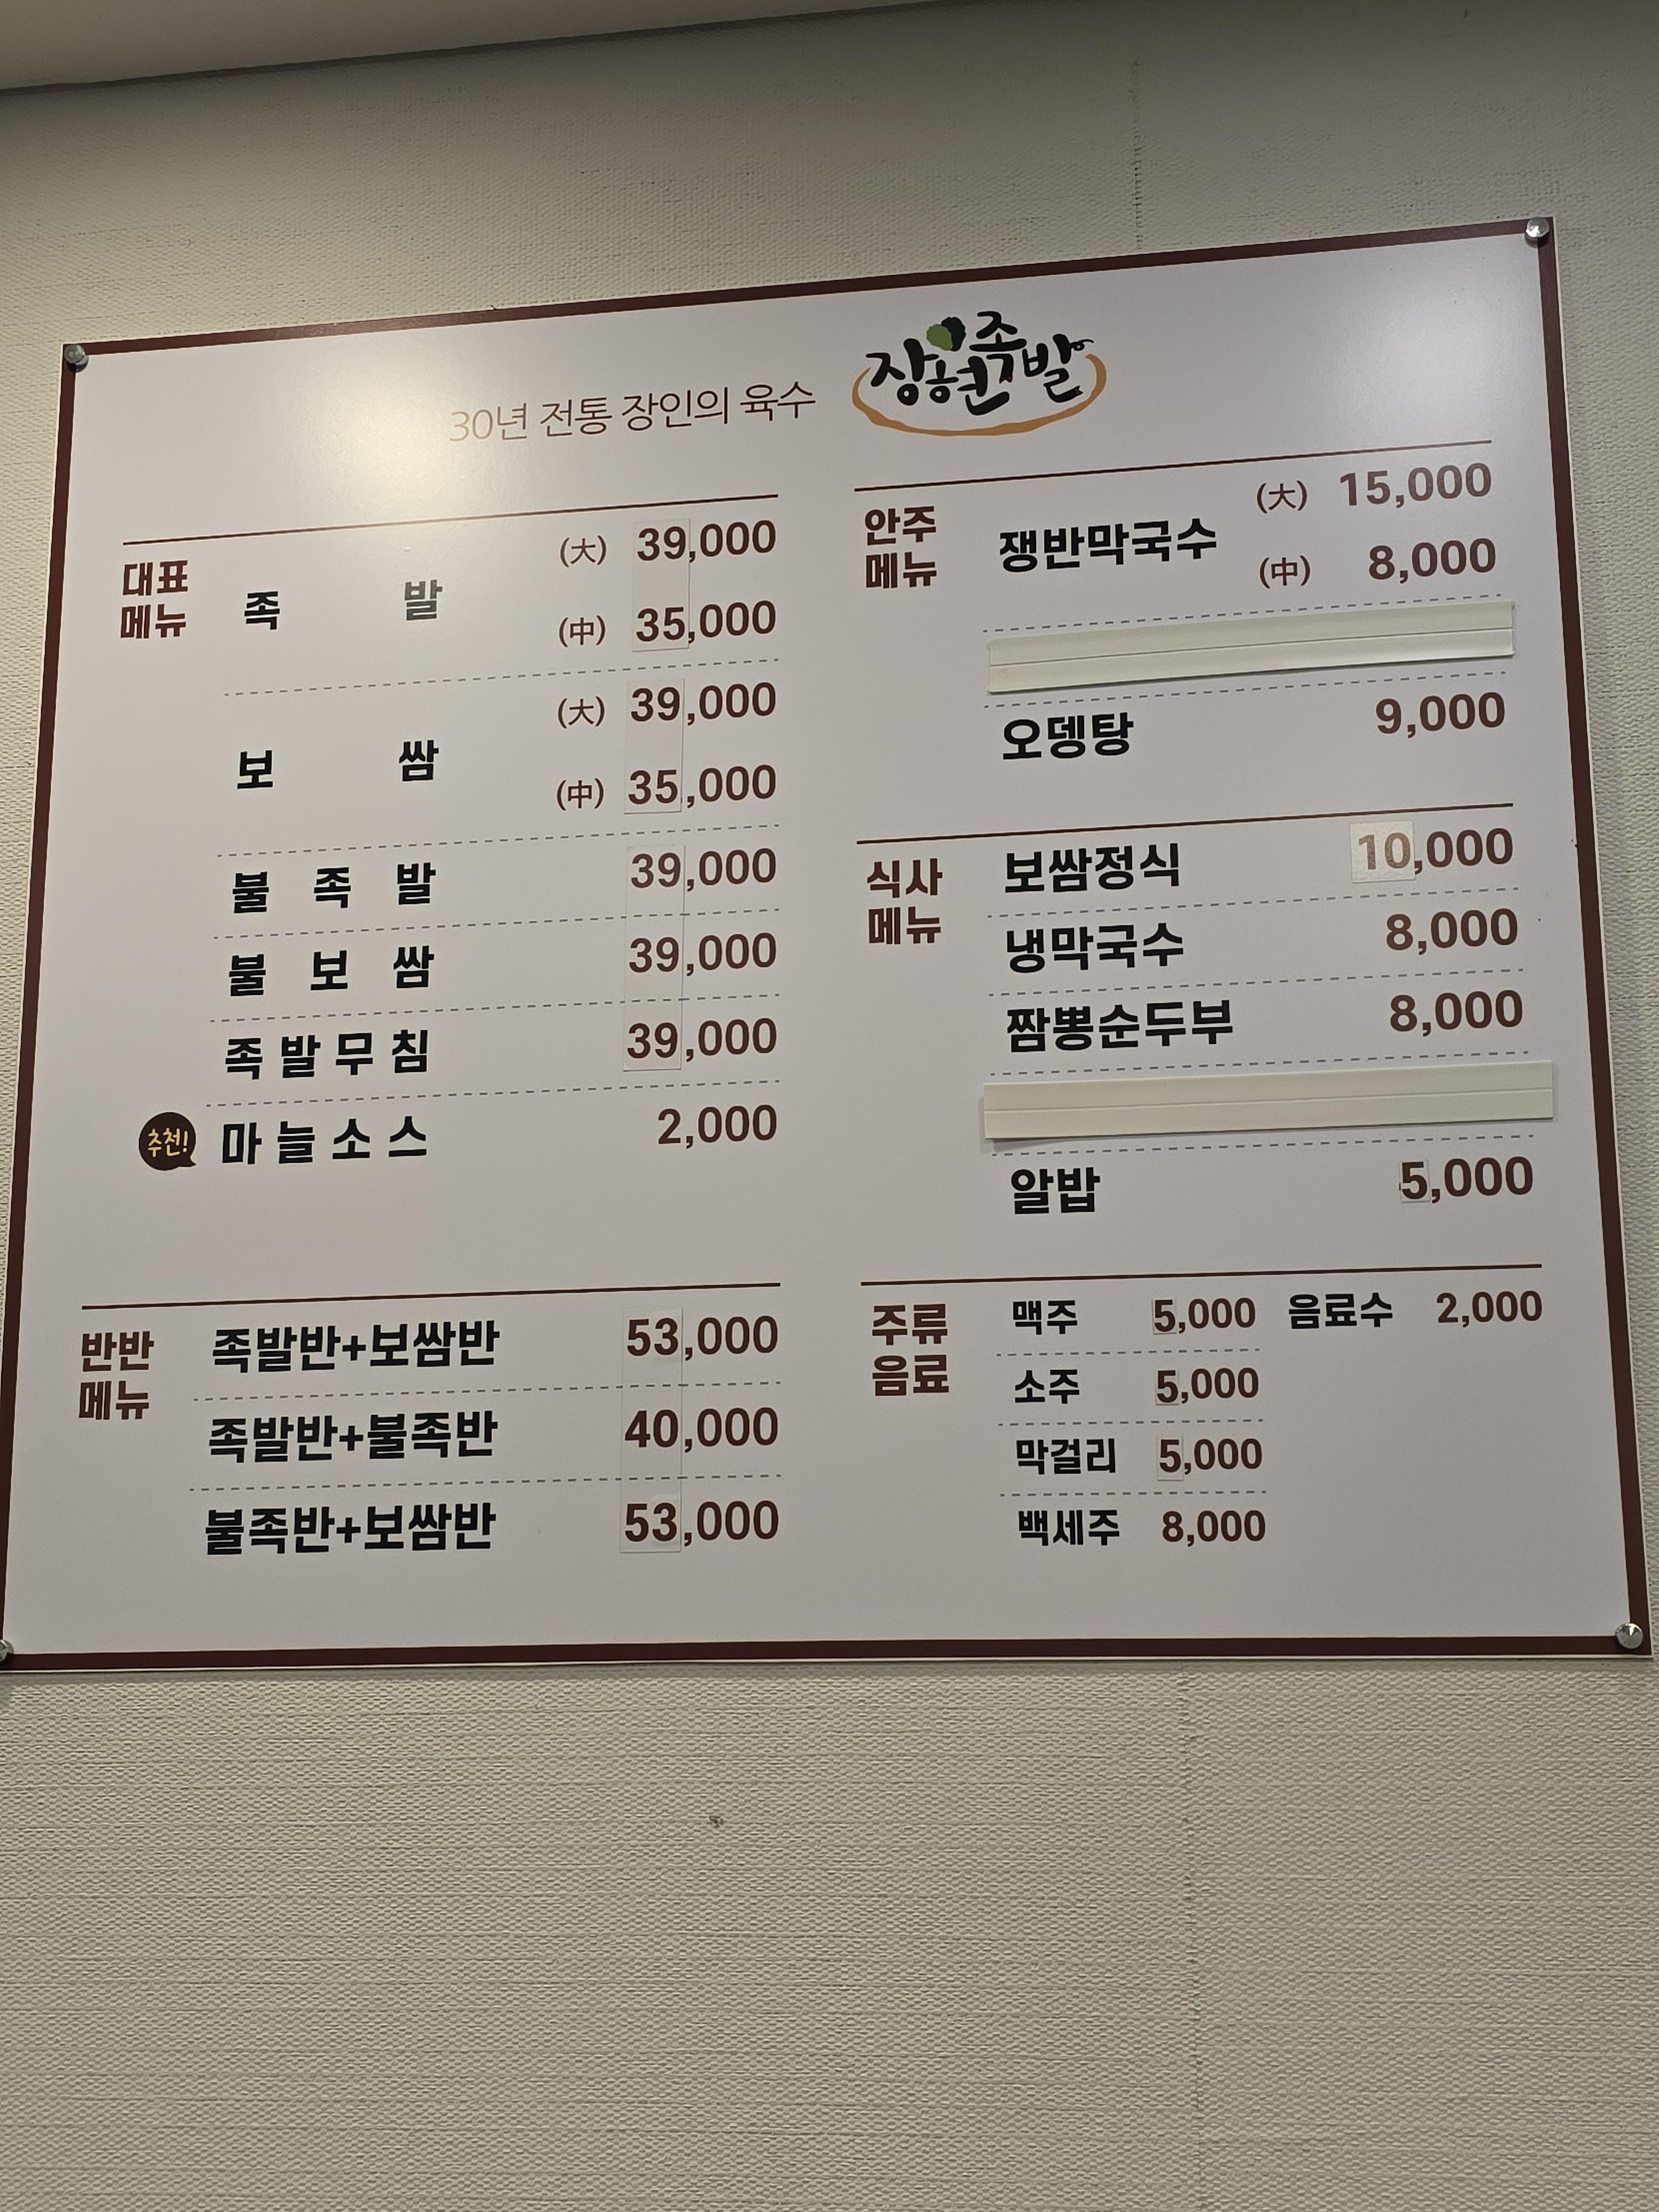 30년 전통 장인의 육수
장현족발
대표
메뉴
족 발 (大) 39,000
(中) 35,000
보 쌈 (大) 39,000
(中) 35,000
불 족 발 39,000
불 보 쌈 39,000
족 발 무 침 39,000
추천! 마 늘 소 스 2,000
반반
메뉴
족발반+보쌈반 53,000
족발반+불족반 40,000
불족반+보쌈반 53,000
안주
메뉴
쟁반막국수 (大) 15,000
(中) 8,000
오뎅탕 9,000
식사
메뉴
보쌈정식 10,000
냉막국수 8,000
짬뽕순두부 8,000
알밥 5,000
주류
음료
맥주 5,000 음료수 2,000
소주 5,000
막걸리 5,000
백세주 8,000